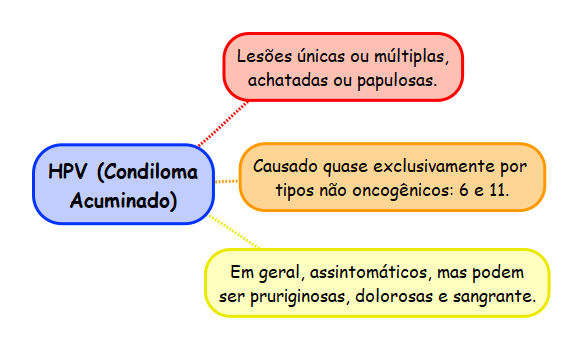 Lesões únicas ou múltiplas,
achatadas ou papulosas.
HPV (Condiloma
Acuminado)
Causado quase exclusivamente por
tipos não oncogênicos: 6 e 11.
Em geral, assintomáticos, mas podem
ser pruriginosas, dolorosas e sangrante.